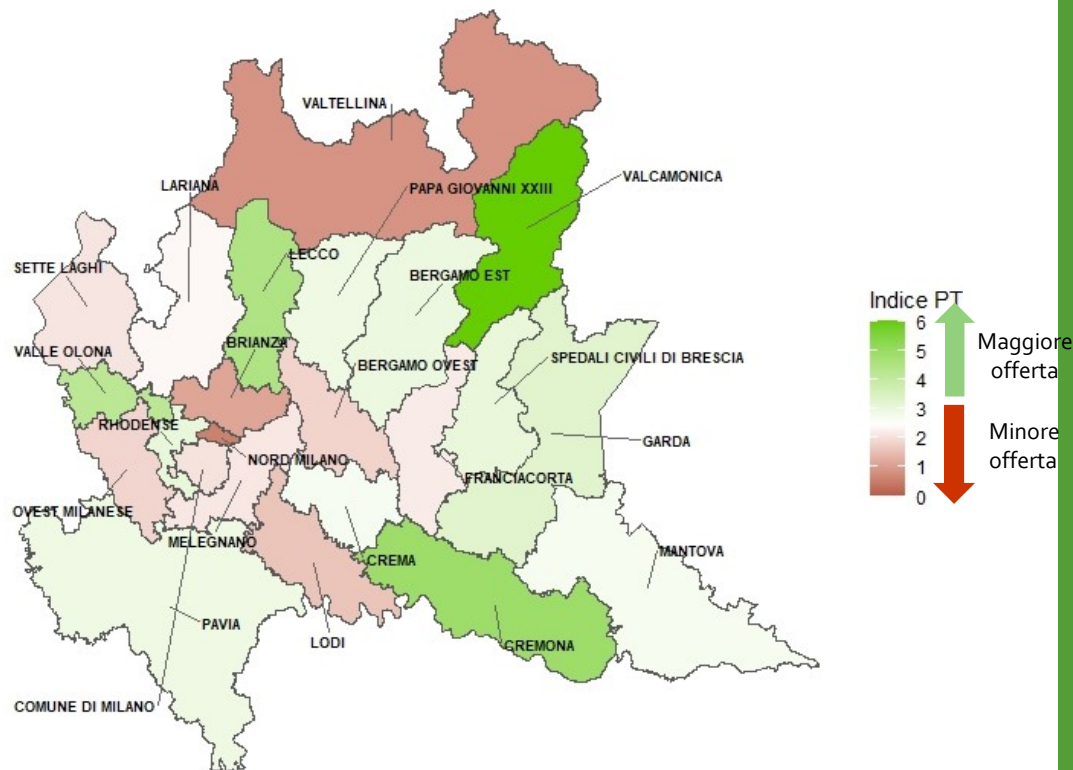 VALTELLINA
VALCAMONICA
LARIANA
PAPA GIOVANNI XXIII
LECCO
SETTE LAGHI
BERGAMO EST
VALLE OLONA
BRIANZA
BERGAMO OVEST
SPEDALI CIVILI DI BRESCIA
RHODENSE
GARDA
NORD MILANO
FRANCIACORTA
OVEST MILANESE
MELEGNANO
CREMA
MANTOVA
PAVIA
LODI
CREMONA
COMUNE DI MILANO
Indice PT
6
5
4
3
2
1
0
Maggiore
offerta
Minore
offerta